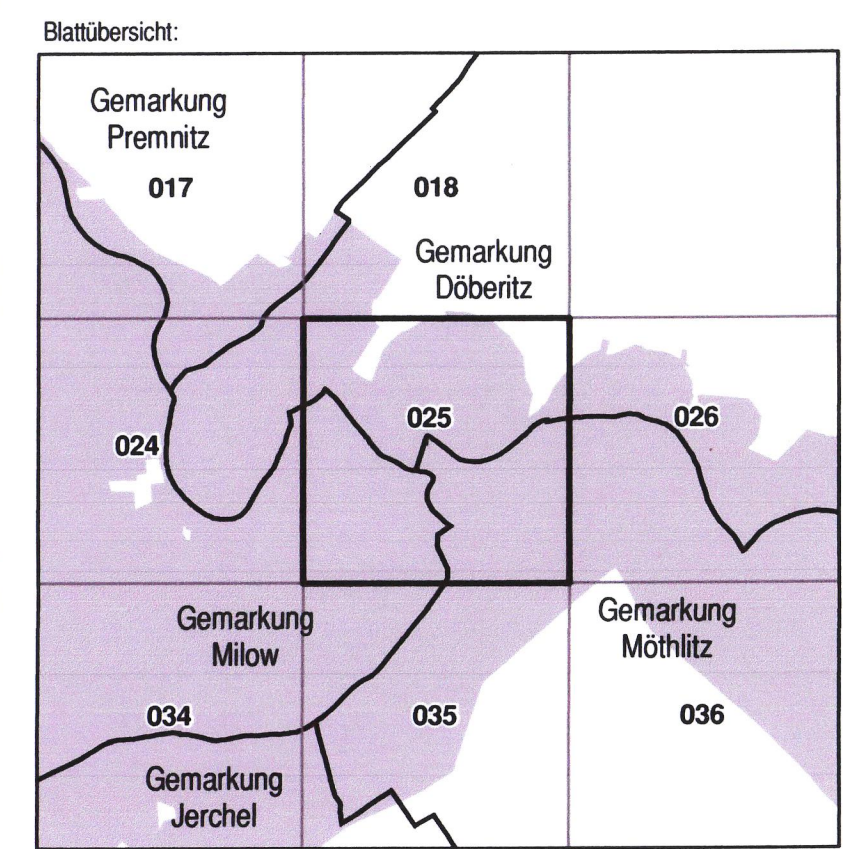 Blattübersicht:
Gemarkung
Premnitz
017
018
Gemarkung
Döberitz
024
025
026
Gemarkung
Milow
Gemarkung
Möthlitz
034
035
036
Gemarkung
Jerchel